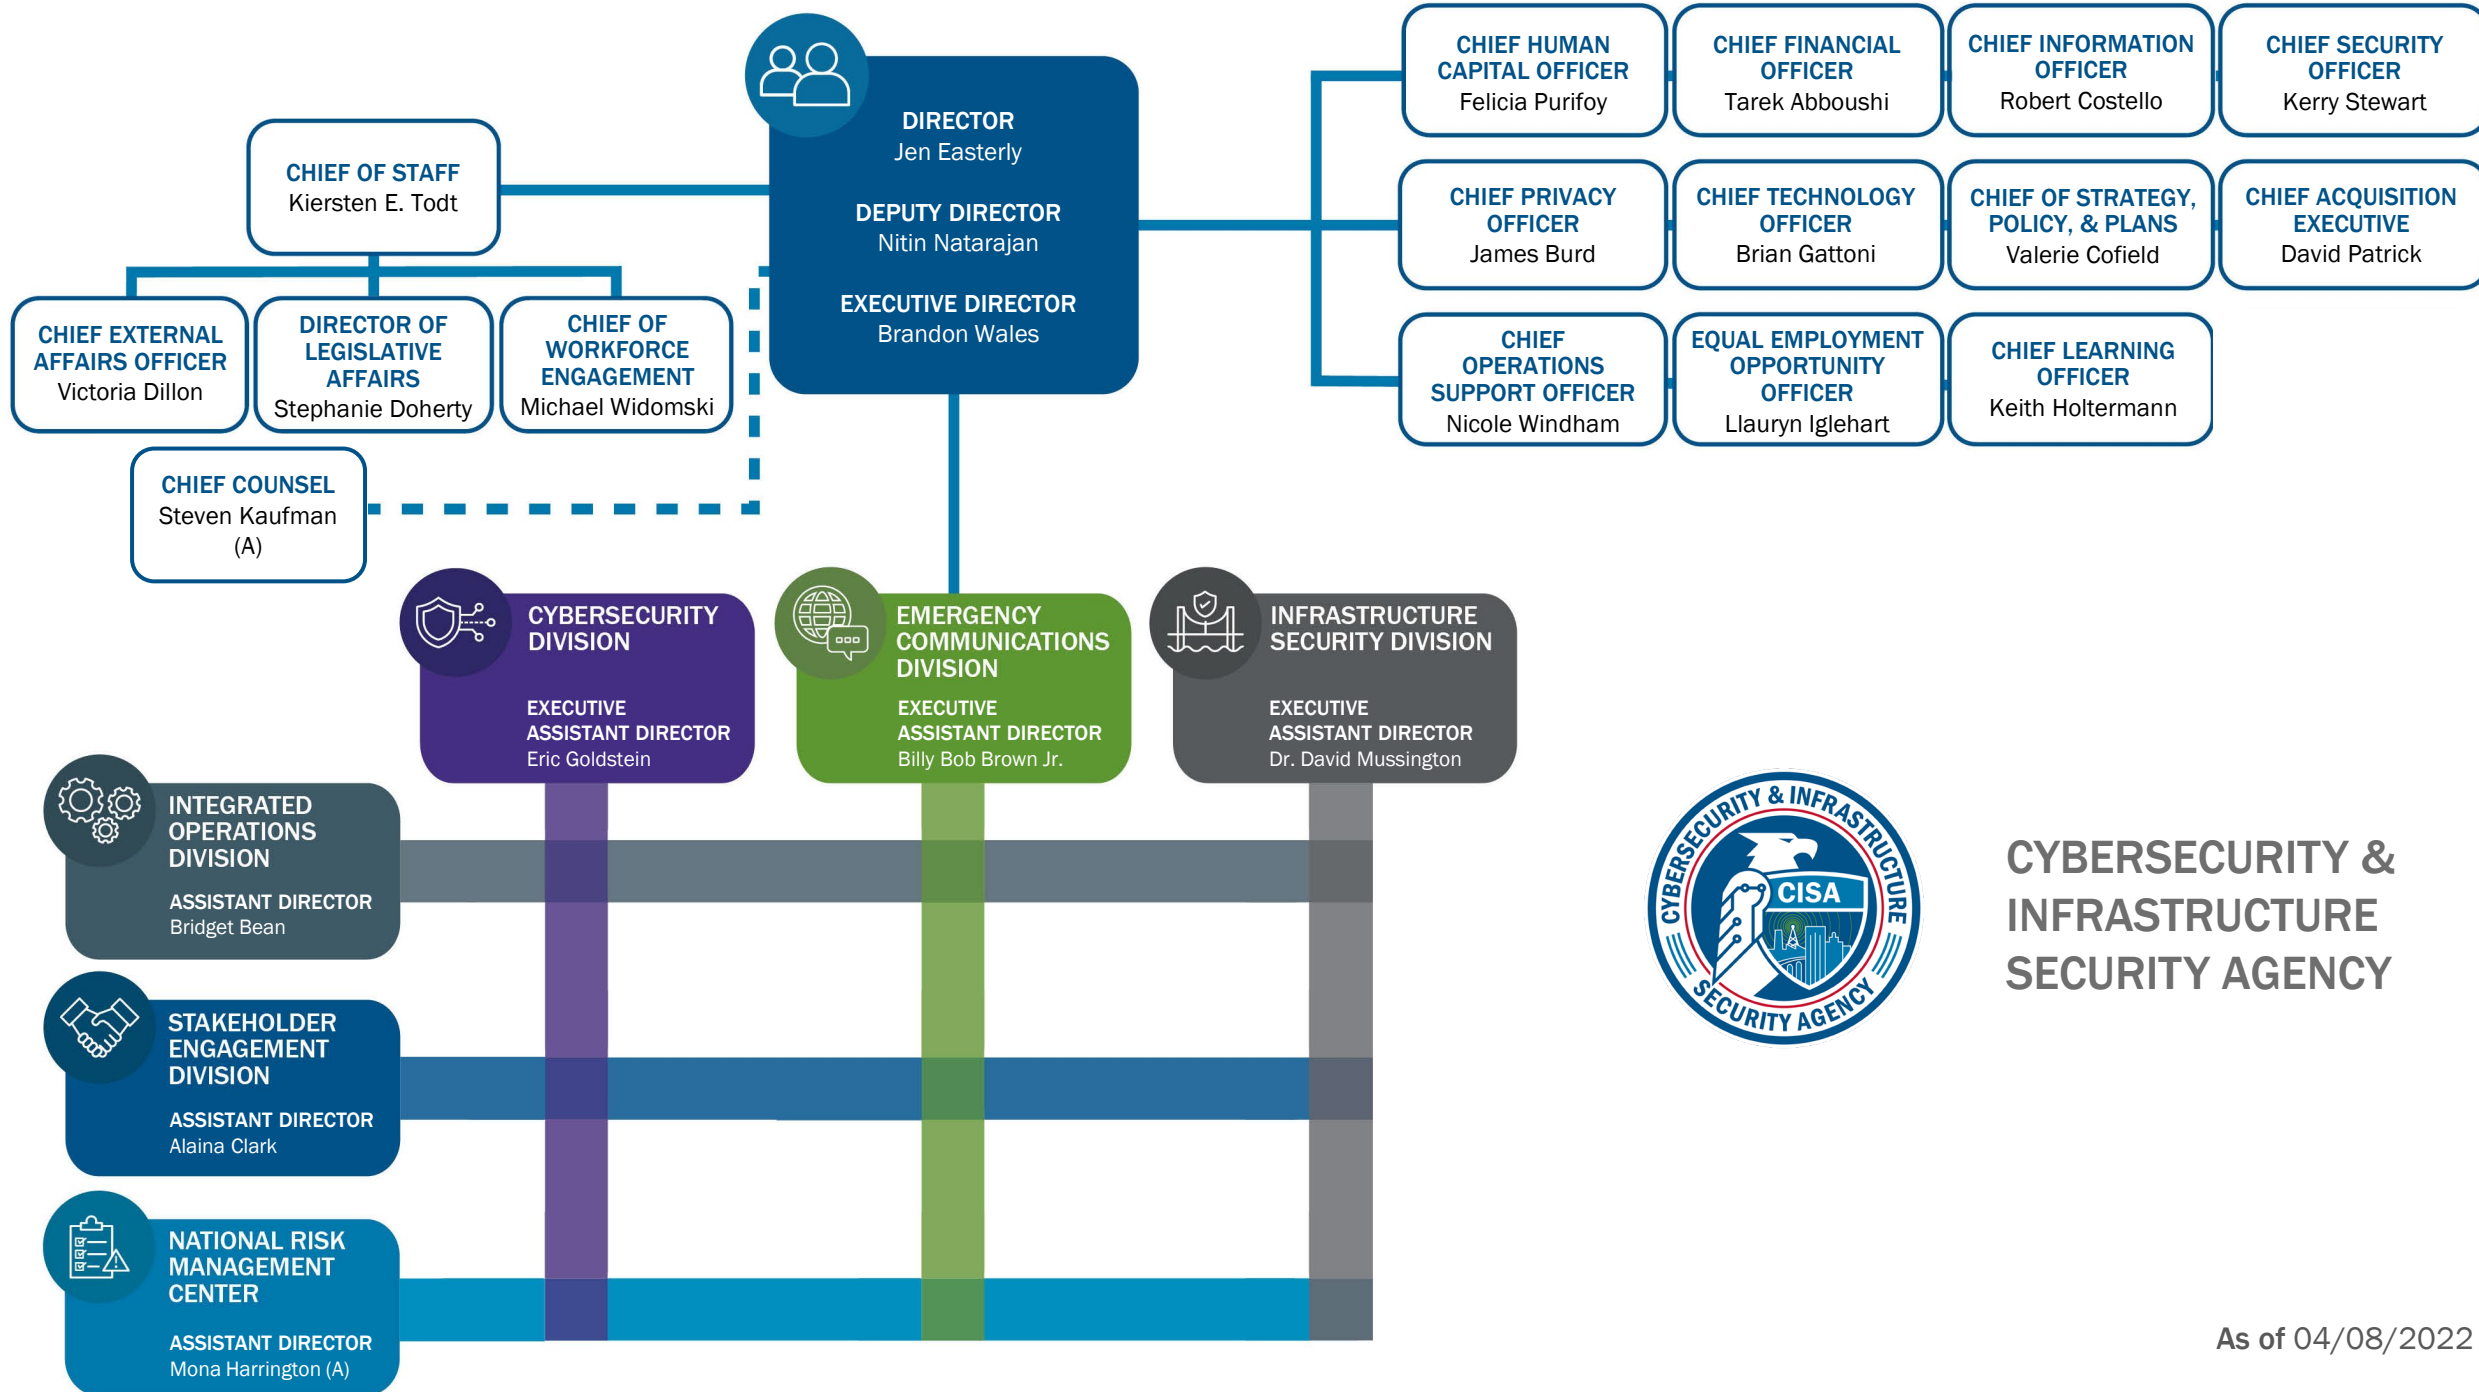 CHIEF HUMAN
CAPITAL OFFICER
Felicia Purifoy
CHIEF FINANCIAL
OFFICER
Tarek Abboushi
CHIEF INFORMATION
OFFICER
Robert Costello
CHIEF SECURITY
OFFICER
Kerry Stewart
DIRECTOR
Jen Easterly
DEPUTY DIRECTOR
Nitin Natarajan
EXECUTIVE DIRECTOR
Brandon Wales
CHIEF OF STAFF
Kiersten E. Todt
CHIEF PRIVACY
OFFICER
James Burd
CHIEF TECHNOLOGY
OFFICER
Brian Gattoni
CHIEF OF STRATEGY,
POLICY, & PLANS
Valerie Cofield
CHIEF ACQUISITION
EXECUTIVE
David Patrick
CHIEF EXTERNAL
AFFAIRS OFFICER
Victoria Dillon
DIRECTOR OF
LEGISLATIVE
AFFAIRS
Stephanie Doherty
CHIEF OF
WORKFORCE
ENGAGEMENT
Michael Widomski
CHIEF
OPERATIONS
SUPPORT OFFICER
Nicole Windham
EQUAL EMPLOYMENT
OPPORTUNITY
OFFICER
Llauryn Iglehart
CHIEF LEARNING
OFFICER
Keith Holtermann
CHIEF COUNSEL
Steven Kaufman
(A)
CYBERSECURITY
DIVISION
EXECUTIVE
ASSISTANT DIRECTOR
Eric Goldstein
EMERGENCY
COMMUNICATIONS
DIVISION
EXECUTIVE
ASSISTANT DIRECTOR
Billy Bob Brown Jr.
INFRASTRUCTURE
SECURITY DIVISION
EXECUTIVE
ASSISTANT DIRECTOR
Dr. David Mussington
INTEGRATED
OPERATIONS
DIVISION
ASSISTANT DIRECTOR
Bridget Bean
STAKEHOLDER
ENGAGEMENT
DIVISION
ASSISTANT DIRECTOR
Alaina Clark
NATIONAL RISK
MANAGEMENT
CENTER
ASSISTANT DIRECTOR
Mona Harrington (A)
CYBERSECURITY & INFRASTRUCTURE
SECURITY AGENCY
CISA
CYBERSECURITY &
INFRASTRUCTURE
SECURITY AGENCY
As of 04/08/2022